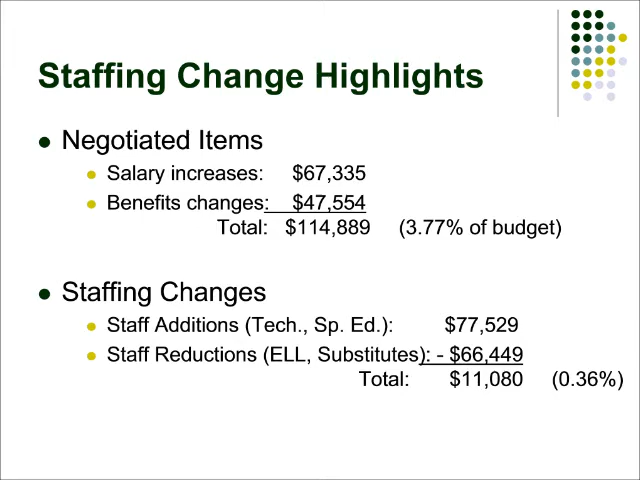 Staffing Change Highlights
Negotiated Items
Salary increases: $67,335
Benefits changes: $47,554
Total: $114,889 (3.77% of budget)
Staffing Changes
Staff Additions (Tech., Sp. Ed.): $77,529
Staff Reductions (ELL, Substitutes): - $66,449
Total: $11,080 (0.36%)